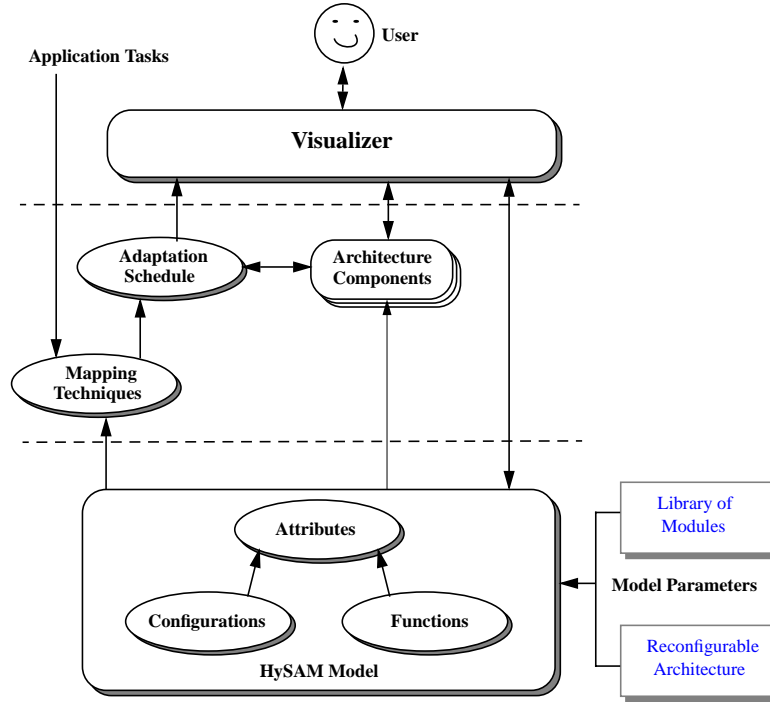 User
Application Tasks
Visualizer
Adaptation
Schedule
Architecture
Components
Mapping
Techniques
Attributes
Configurations
Functions
HySAM Model
Library of
Modules
Model Parameters
Reconfigurable
Architecture